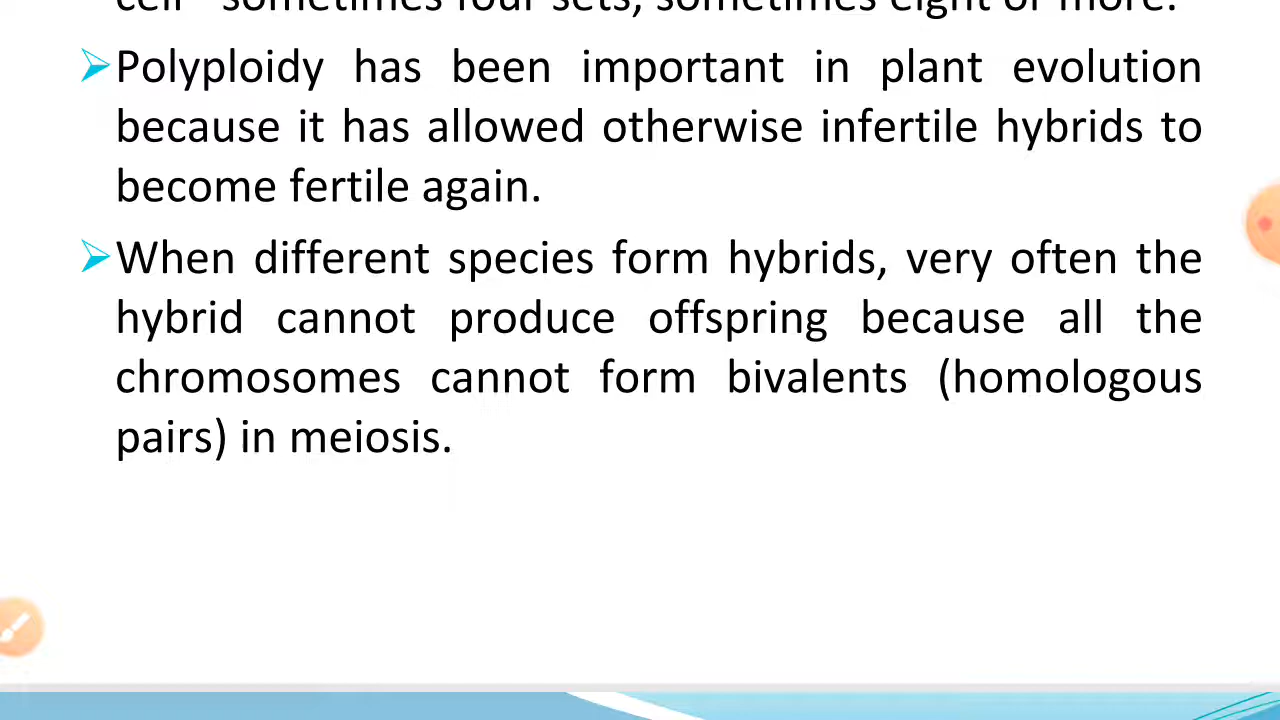 cell - sometimes four sets, sometimes eight or more.
Polyploidy has been important in plant evolution
because it has allowed otherwise infertile hybrids to
become fertile again.
When different species form hybrids, very often the
hybrid cannot produce offspring because all the
chromosomes cannot form bivalents (homologous
pairs) in meiosis.